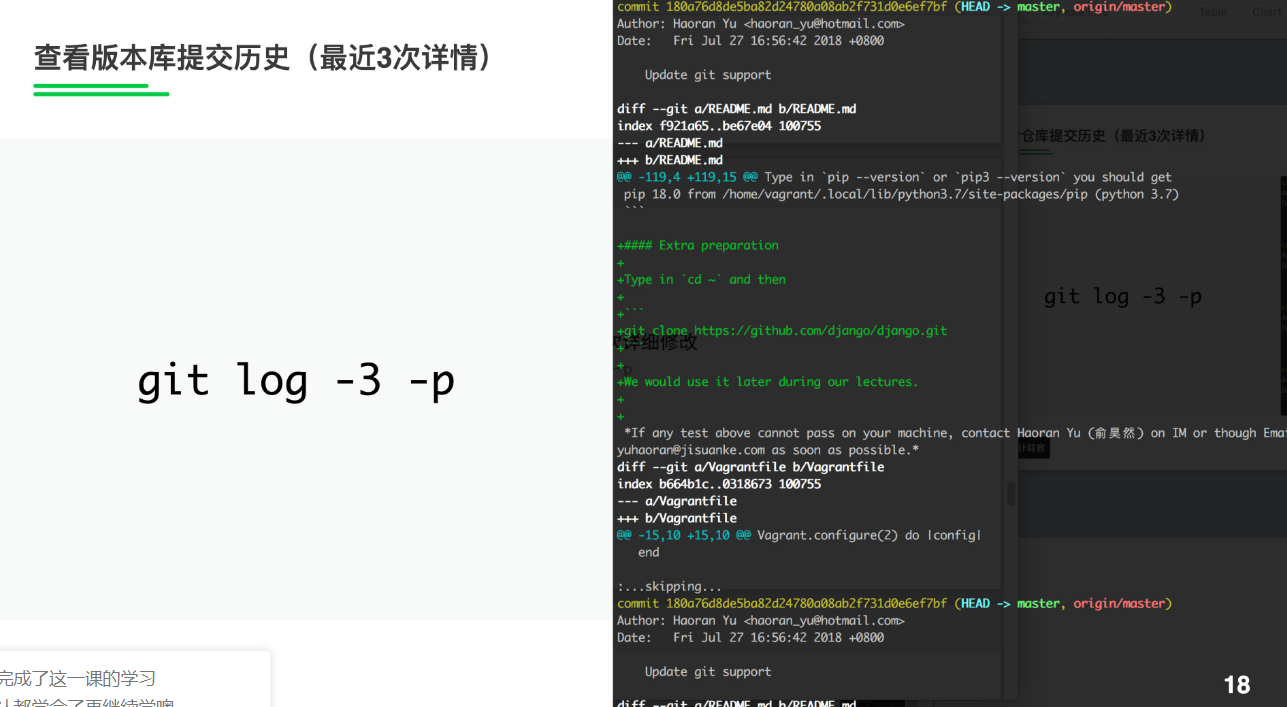 查看版本库提交历史（最近3次详情）
git log -3 -p
完成了这一课的学习
commit 180a76d8de5ba82d24780a08ab2f731d0e6ef7bf (HEAD -> master, origin/master)
Author: Haoran Yu <haoran_yu@hotmail.com>
Date:   Fri Jul 27 16:56:42 2018 +0800
Update git support
diff --git a/README.md b/README.md
index f921a65..be67e04 100755
--- a/README.md
+++ b/README.md
@@ -119,4 +119,15 @@ Type in `pip --version` or `pip3 --version` you should get
pip 18.0 from /home/vagrant/.local/lib/python3.7/site-packages/pip (python 3.7)
```
+#### Extra preparation
+
+Type in `cd ~` and then
+
+```
+git clone https://github.com/django/django.git
+```
+
+We would use it later during our lectures.
+
+
*If any test above cannot pass on your machine, contact Haoran Yu (俞昊然) on IM or though Emai
yuhaoran@jisuanke.com as soon as possible.*
diff --git a/Vagrantfile b/Vagrantfile
index b664b1c..0318673 100755
--- a/Vagrantfile
+++ b/Vagrantfile
@@ -15,10 +15,10 @@ Vagrant.configure(2) do |config|
end
:...skipping...
commit 180a76d8de5ba82d24780a08ab2f731d0e6ef7bf (HEAD -> master, origin/master)
Author: Haoran Yu <haoran_yu@hotmail.com>
Date:   Fri Jul 27 16:56:42 2018 +0800
Update git support
diff --git a/README.md b/README.md
Table
Chart
仓库提交历史（最近3次详情）
git log -3 -p
详细修改
18